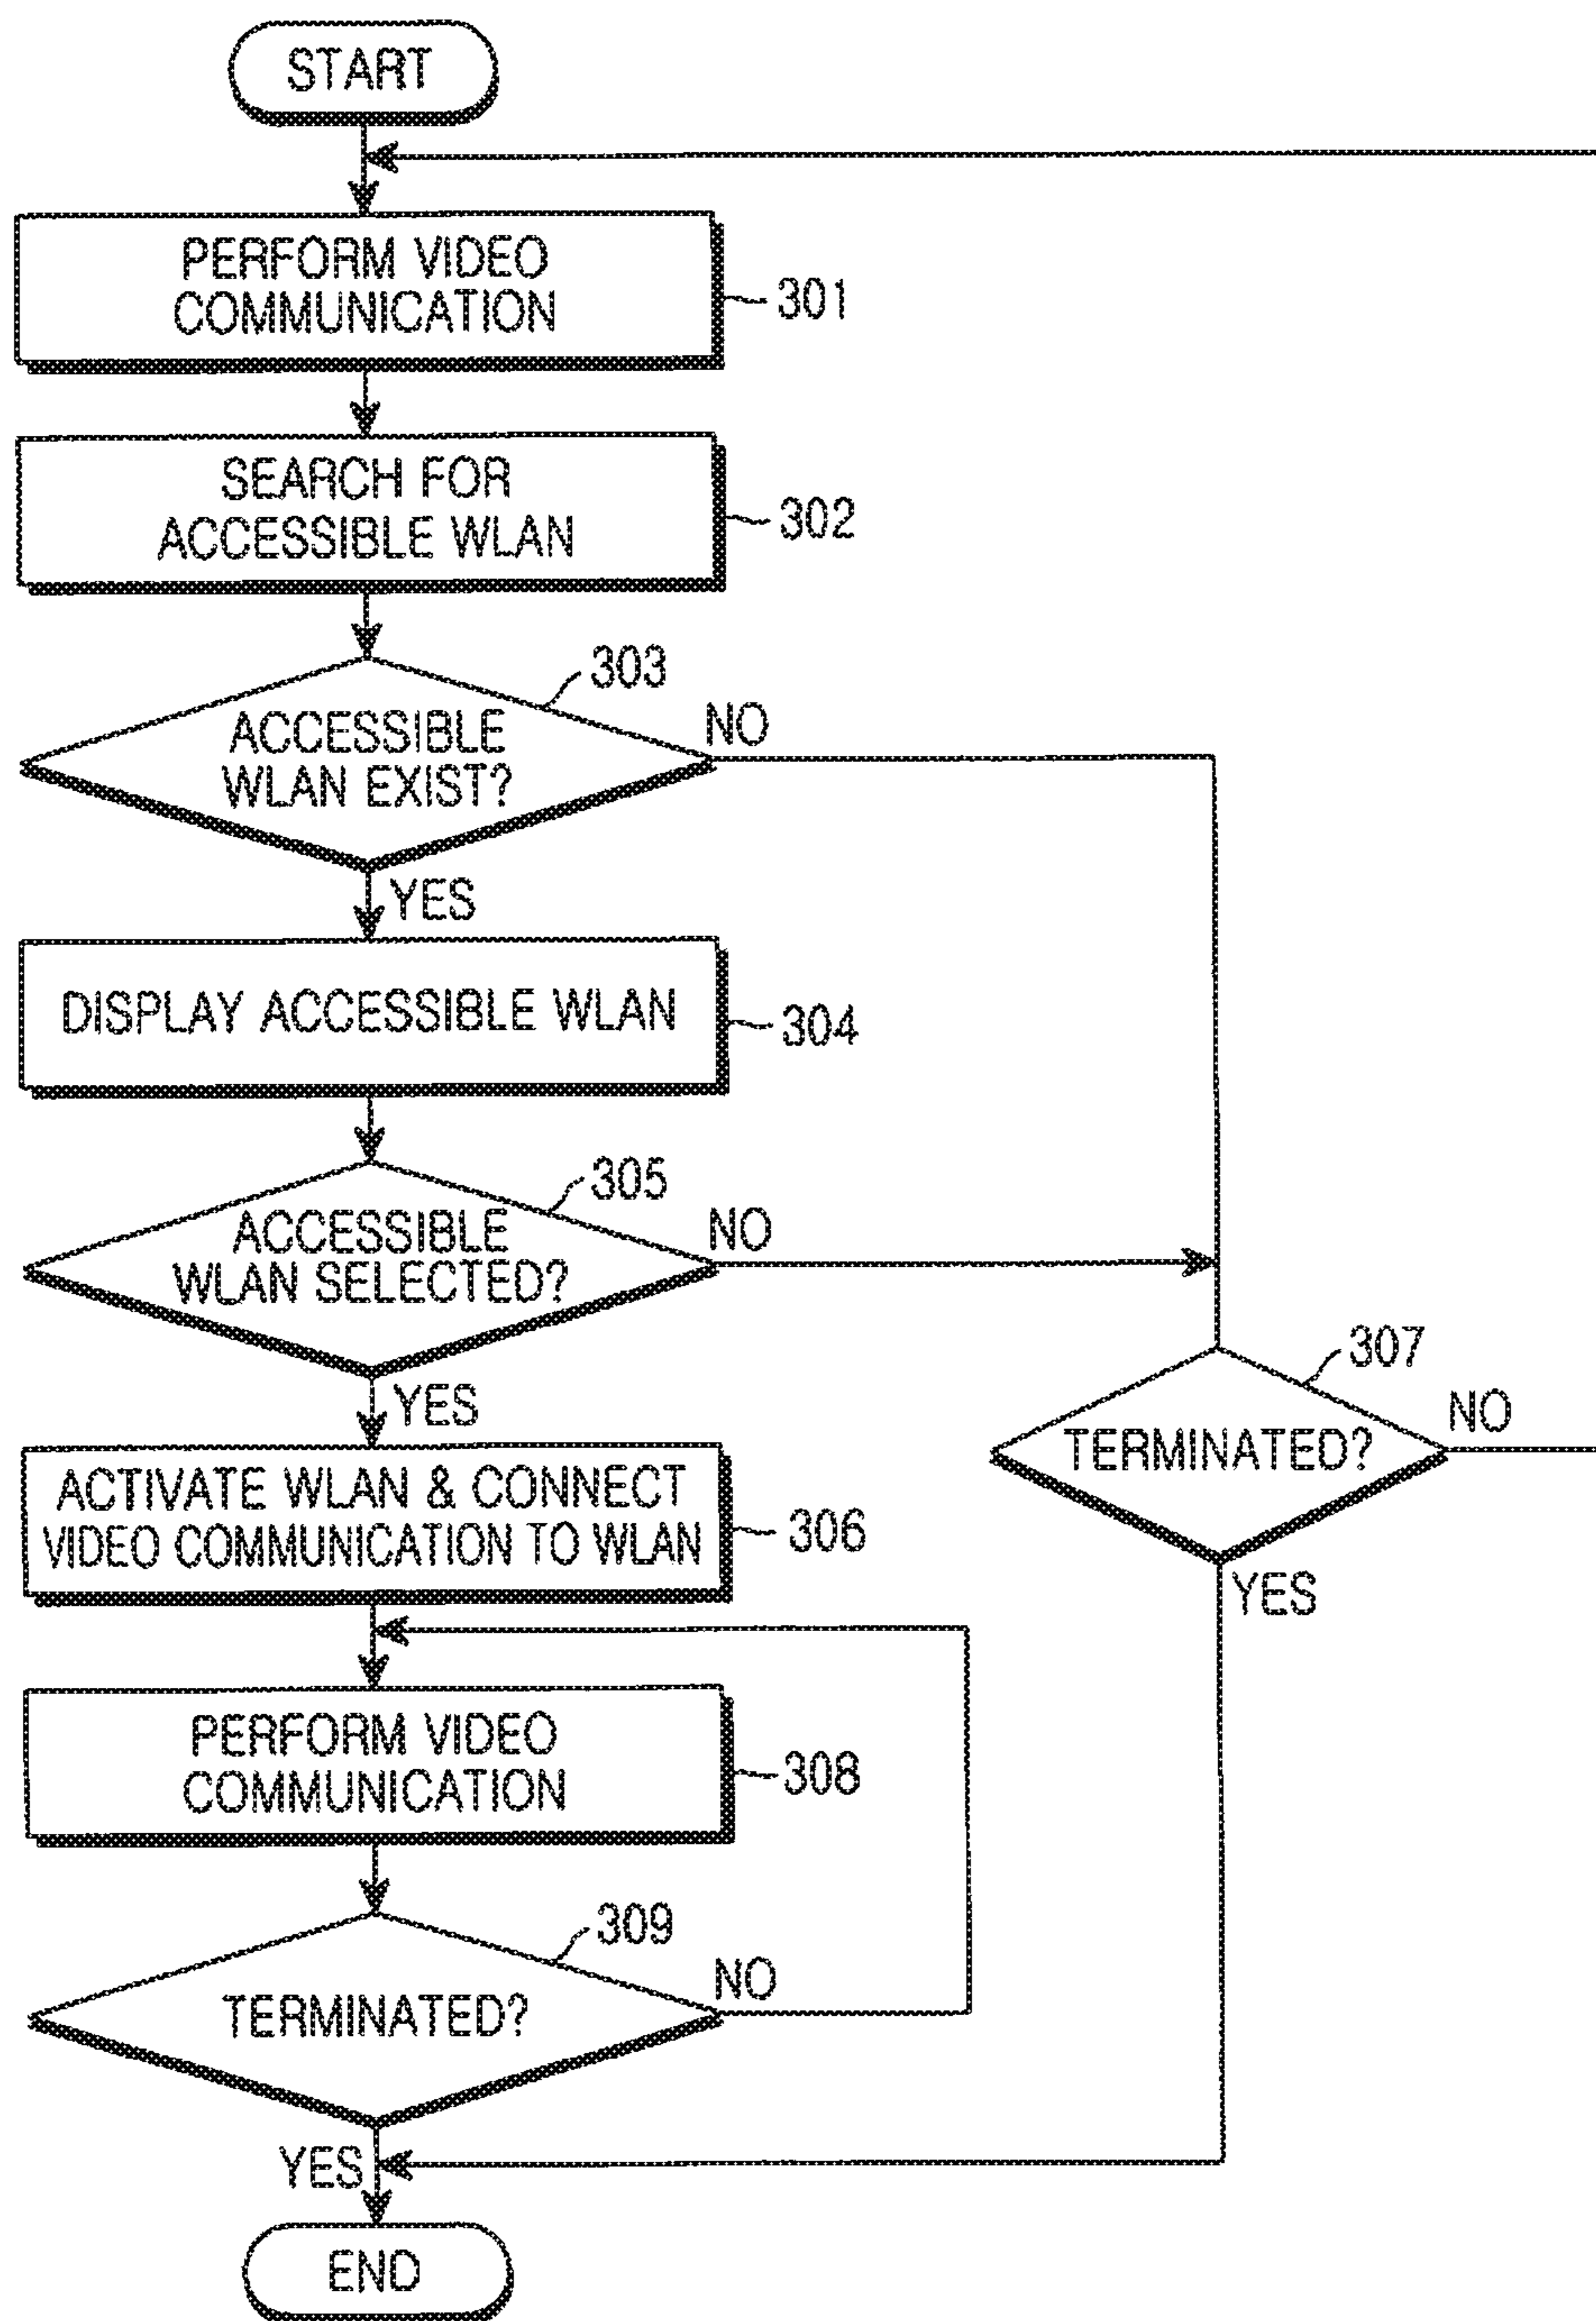 START
PERFORM VIDEO
COMMUNICATION
301
SEARCH FOR
ACCESSIBLE WLAN
302
303
ACCESSIBLE
WLAN EXIST?
NO
YES
DISPLAY ACCESSIBLE WLAN
304
305
ACCESSIBLE
WLAN SELECTED?
NO
YES
307
TERMINATED?
NO
YES
ACTIVATE WLAN & CONNECT
VIDEO COMMUNICATION TO WLAN
306
PERFORM VIDEO
COMMUNICATION
308
309
TERMINATED?
NO
YES
END